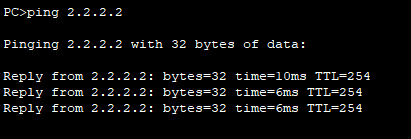 PC>ping 2.2.2.2
Pinging 2.2.2.2 with 32 bytes of data:
Reply from 2.2.2.2: bytes=32 time=10ms TTL=254
Reply from 2.2.2.2: bytes=32 time=6ms TTL=254
Reply from 2.2.2.2: bytes=32 time=6ms TTL=254